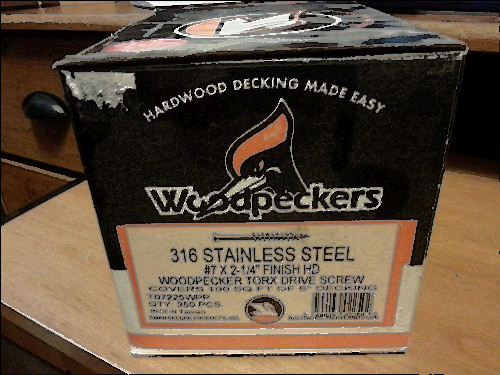 HARDWOOD DECKING MADE EASY
Woodpeckers
316 STAINLESS STEEL
#7 X 2-1/4" FINISH HD
WOODPECKER TORX DRIVE SCREW
COVERS 100 SQ FT OF 6" DECKING
T07225WPR
QTY: 350 PCS.
MADE IN Taiwan